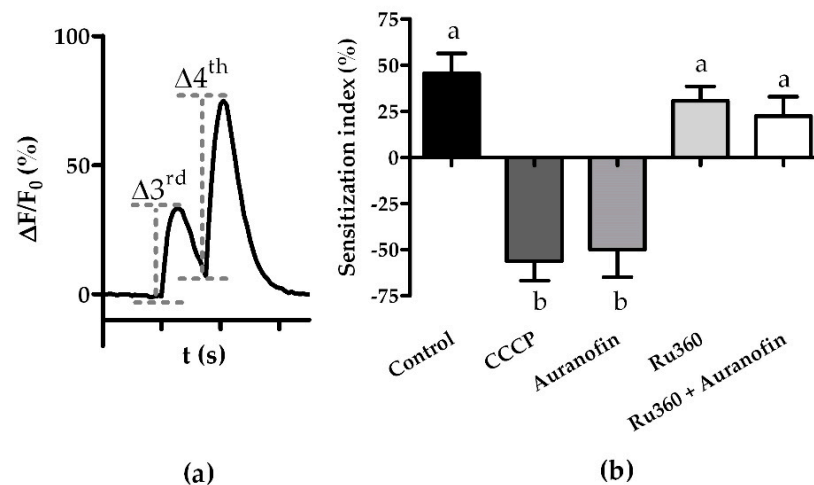 100
50
0
ΔF/F0 (%)
Δ3rd
Δ4th
t (s)
(a)
75
50
25
0
-25
-50
-75
Sensitization index (%)
a
b
b
a
a
Control
CCCP
Auranofin
Ru360
Ru360 + Auranofin
(b)